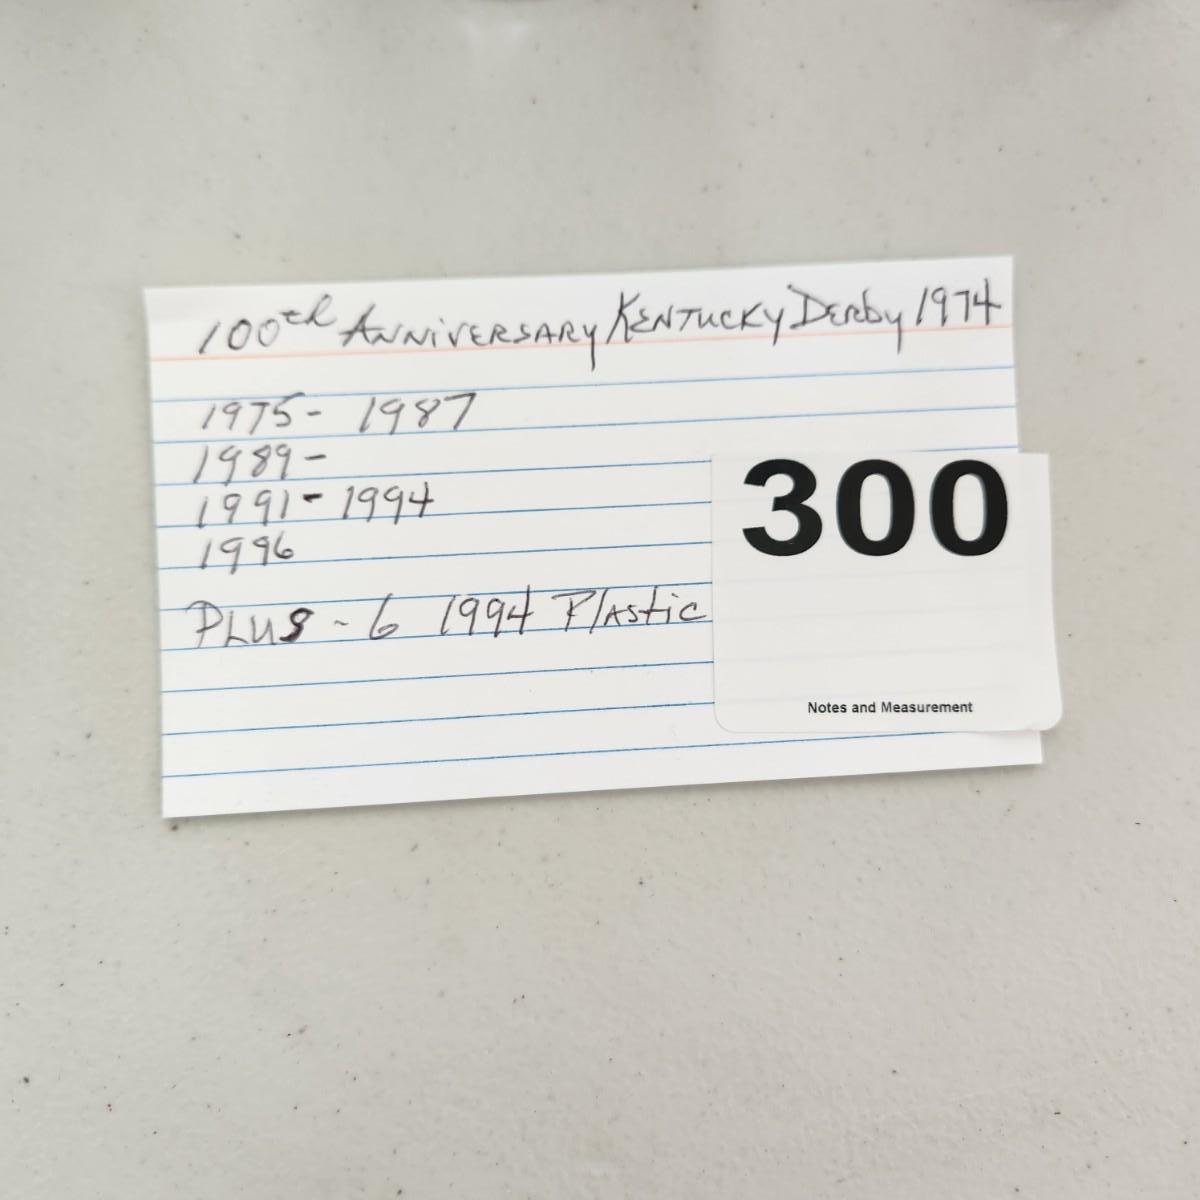 100th ANNIVERSARY KENTUCKY DERBY 1974
1975 - 1987
1989 -
1991 - 1994
1996
PLUS - 6 1994 Plastic
300
Notes and Measurement